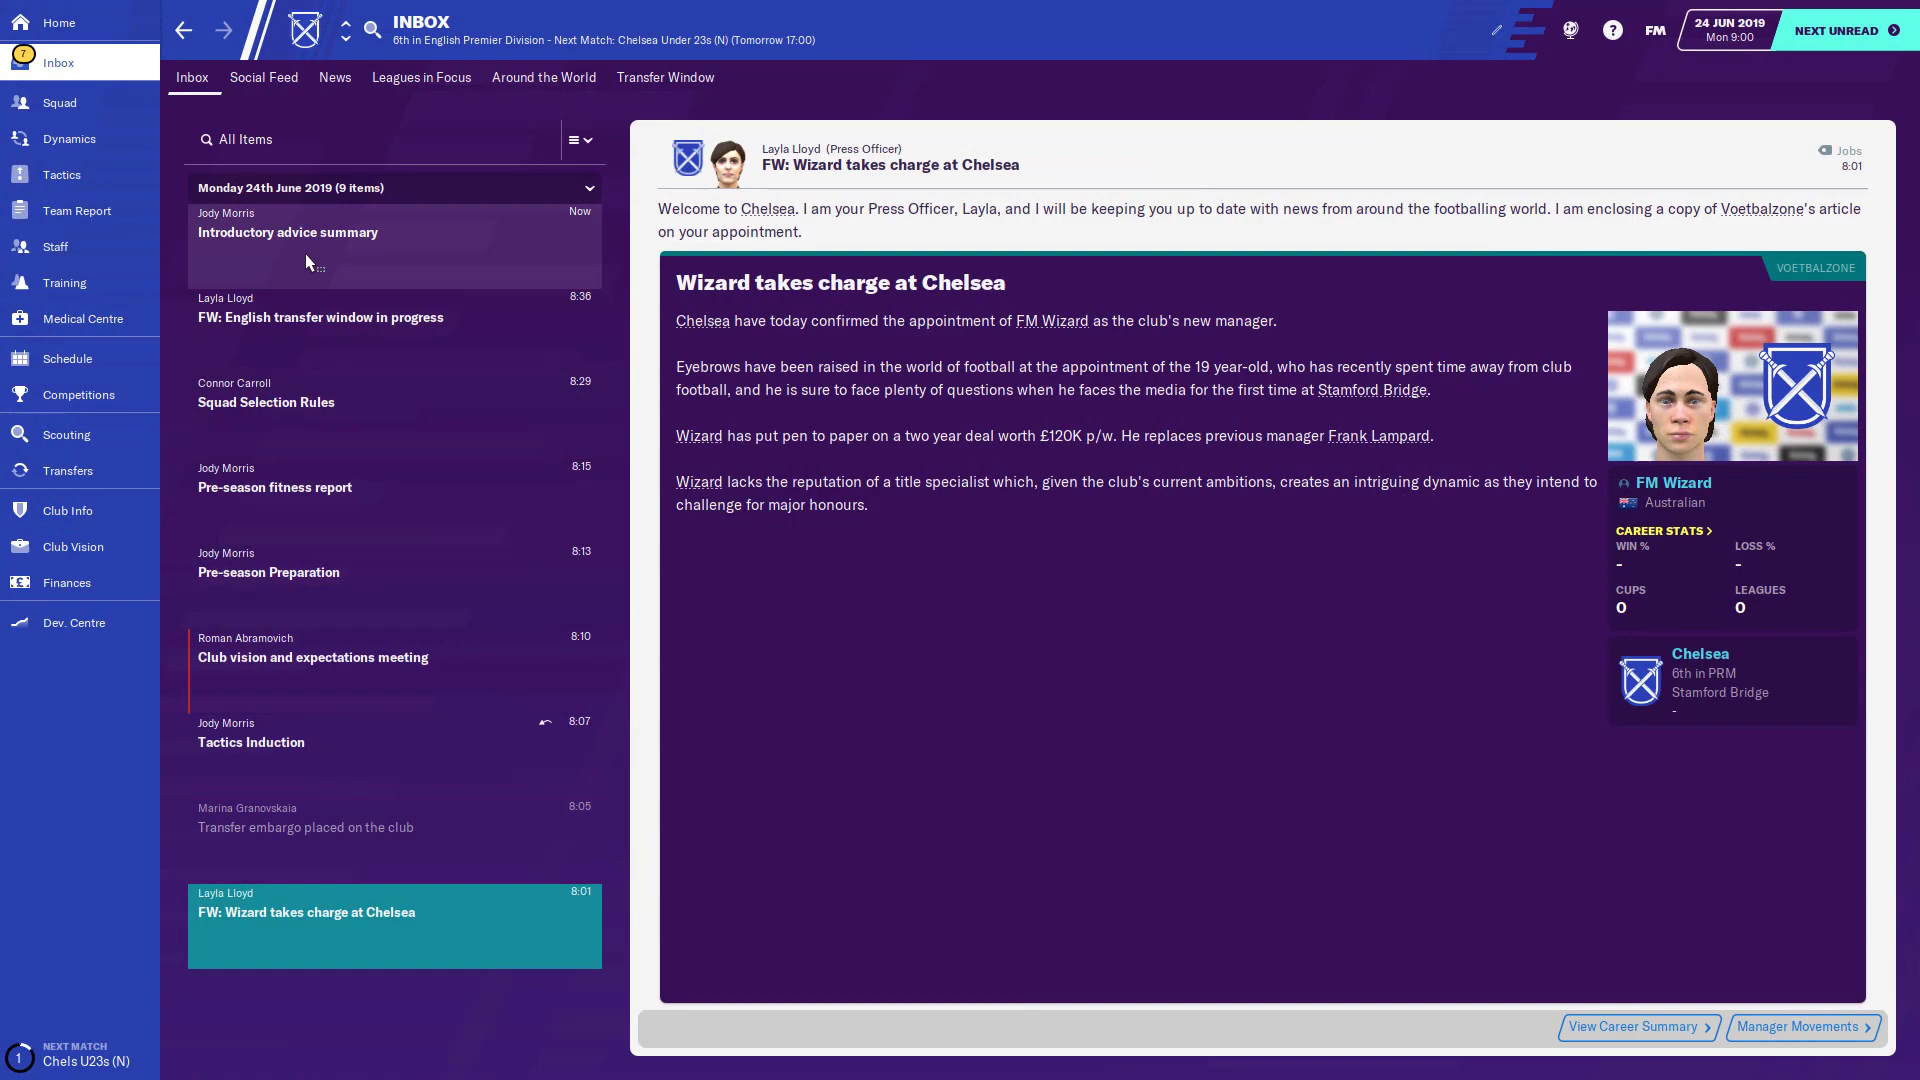 Home
7
Inbox
Squad
Dynamics
Tactics
Team Report
Staff
Training
Medical Centre
Schedule
Competitions
Scouting
Transfers
Club Info
Club Vision
Finances
Dev. Centre
1
NEXT MATCH
Chels U23s (N)
INBOX
6th in English Premier Division - Next Match: Chelsea Under 23s (N) (Tomorrow 17:00)
?
FM
24 JUN 2019
Mon 9:00
NEXT UNREAD
Inbox Social Feed News Leagues in Focus Around the World Transfer Window
All Items
Monday 24th June 2019 (9 items)
Jody Morris Now
Introductory advice summary
Layla Lloyd 8:36
FW: English transfer window in progress
Connor Carroll 8:29
Squad Selection Rules
Jody Morris 8:15
Pre-season fitness report
Jody Morris 8:13
Pre-season Preparation
Roman Abramovich 8:10
Club vision and expectations meeting
Jody Morris 8:07
Tactics Induction
Marina Granovskaia 8:05
Transfer embargo placed on the club
Layla Lloyd 8:01
FW: Wizard takes charge at Chelsea
Layla Lloyd (Press Officer) Jobs
FW: Wizard takes charge at Chelsea 8:01
Welcome to Chelsea. I am your Press Officer, Layla, and I will be keeping you up to date with news from around the footballing world. I am enclosing a copy of Voetbalzone's article
on your appointment.
VOETBALZONE
Wizard takes charge at Chelsea
Chelsea have today confirmed the appointment of FM Wizard as the club's new manager.
Eyebrows have been raised in the world of football at the appointment of the 19 year-old, who has recently spent time away from club
football, and he is sure to face plenty of questions when he faces the media for the first time at Stamford Bridge.
Wizard has put pen to paper on a two year deal worth £120K p/w. He replaces previous manager Frank Lampard.
Wizard lacks the reputation of a title specialist which, given the club's current ambitions, creates an intriguing dynamic as they intend to
challenge for major honours.
FM Wizard
Australian
CAREER STATS
WIN % LOSS %
- -
CUPS LEAGUES
0 0
Chelsea
6th in PRM
Stamford Bridge
-
View Career Summary Manager Movements